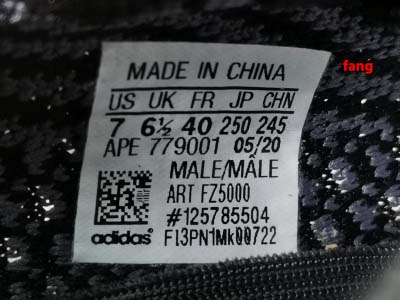 fang
MADE IN CHINA
US UK FR JP CHN
7 6½ 40 250 245
APE 779001 05/20
MALE/MÂLE
ART FZ5000
#125785504
adidas F13PN1Mk00722